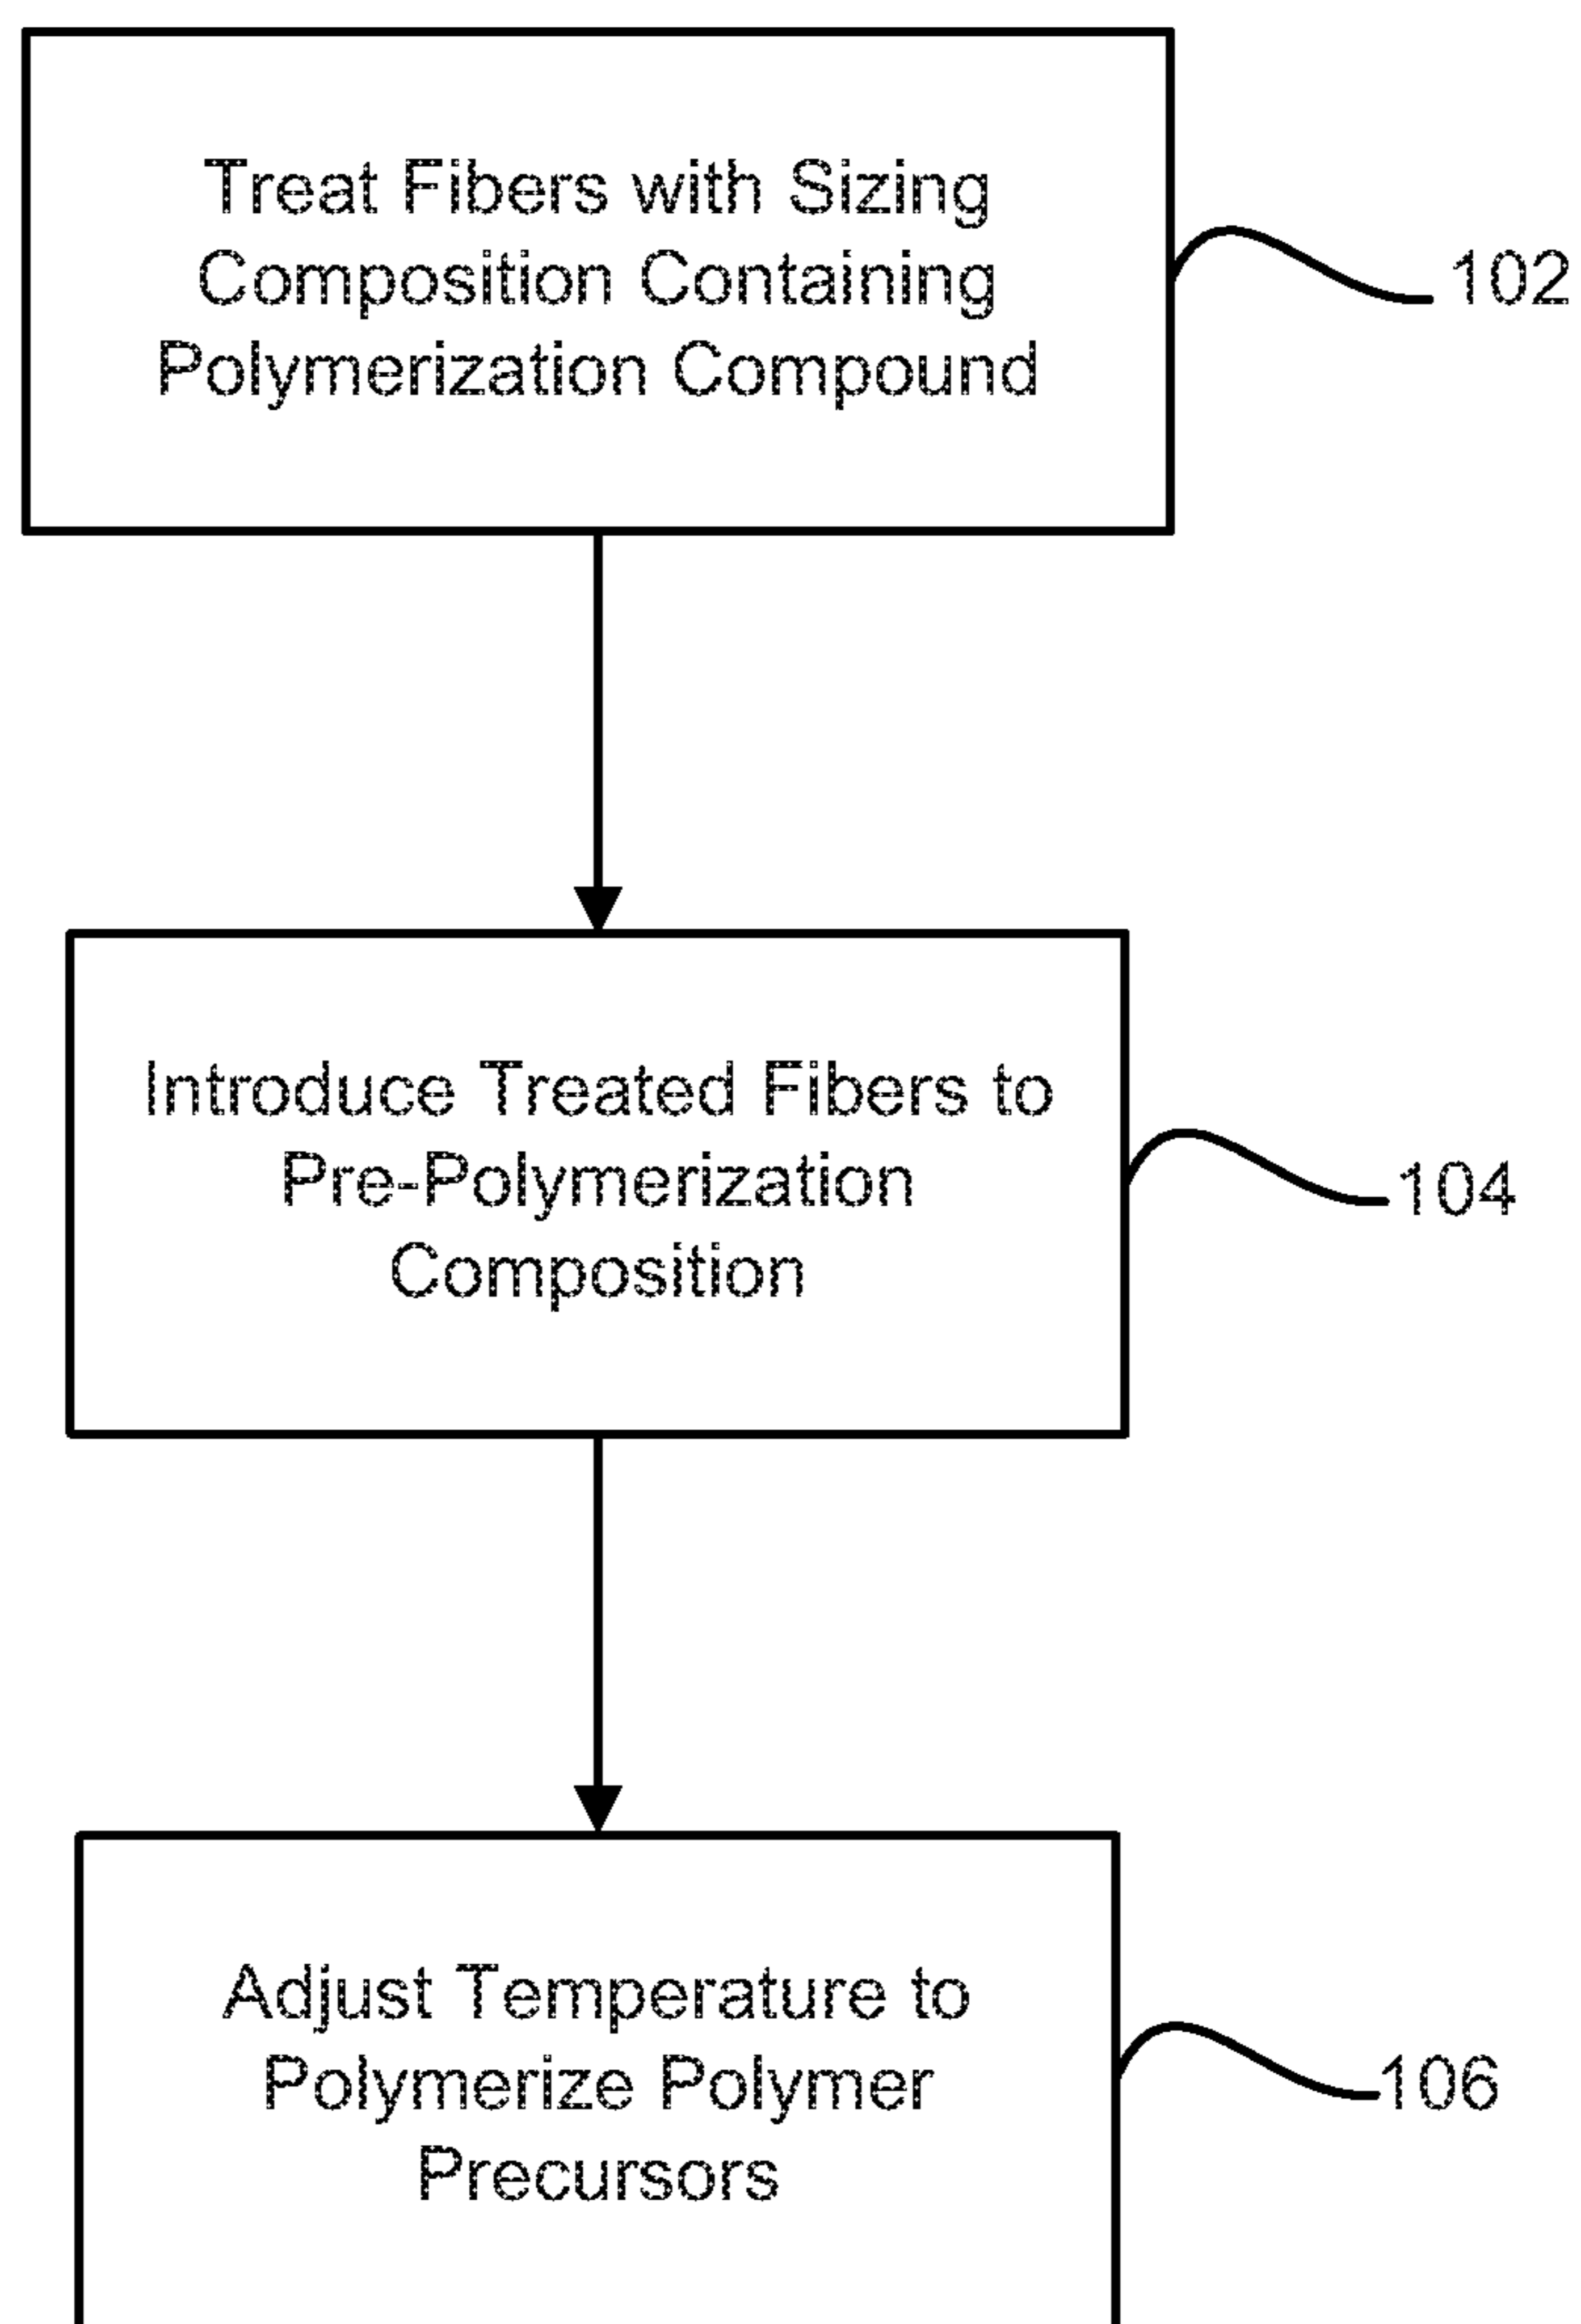 Treat Fibers with Sizing
Composition Containing
Polymerization Compound
102
Introduce Treated Fibers to
Pre-Polymerization
Composition
104
Adjust Temperature to
Polymerize Polymer
Precursors
106